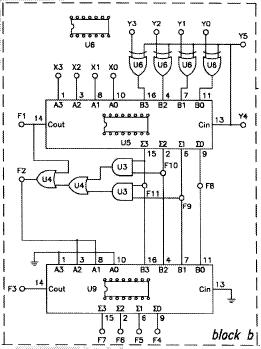 U6
Y3 Y2 Y1 Y0
Y5
X3 X2 X1 X0
U6 U6 U6 U6
1 3 8 10 16 4 7 11
A3 A2 A1 A0 B3 B2 B1 B0
F1 14 Cout Cin 13 Y4
U5
Σ3 Σ2 Σ1 Σ0
15 2 6 9
U3
F10
F2 U4 U4
F8
U3
F11
F9
1 3 8 10 16 4 7 11
A3 A2 A1 A0 B3 B2 B1 B0
F3 14 Cout Cin 13
U9
Σ3 Σ2 Σ1 Σ0
15 2 6 9
F7 F6 F5 F4
block b